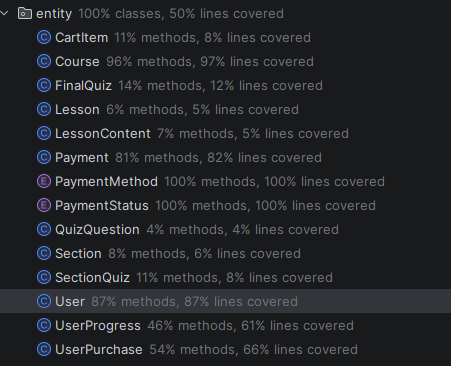 entity 100% classes, 50% lines covered
C CartItem 11% methods, 8% lines covered
C Course 96% methods, 97% lines covered
C FinalQuiz 14% methods, 12% lines covered
C Lesson 6% methods, 5% lines covered
C LessonContent 7% methods, 5% lines covered
C Payment 81% methods, 82% lines covered
E PaymentMethod 100% methods, 100% lines covered
E PaymentStatus 100% methods, 100% lines covered
C QuizQuestion 4% methods, 4% lines covered
C Section 8% methods, 6% lines covered
C SectionQuiz 11% methods, 8% lines covered
C User 87% methods, 87% lines covered
C UserProgress 46% methods, 61% lines covered
C UserPurchase 54% methods, 66% lines covered